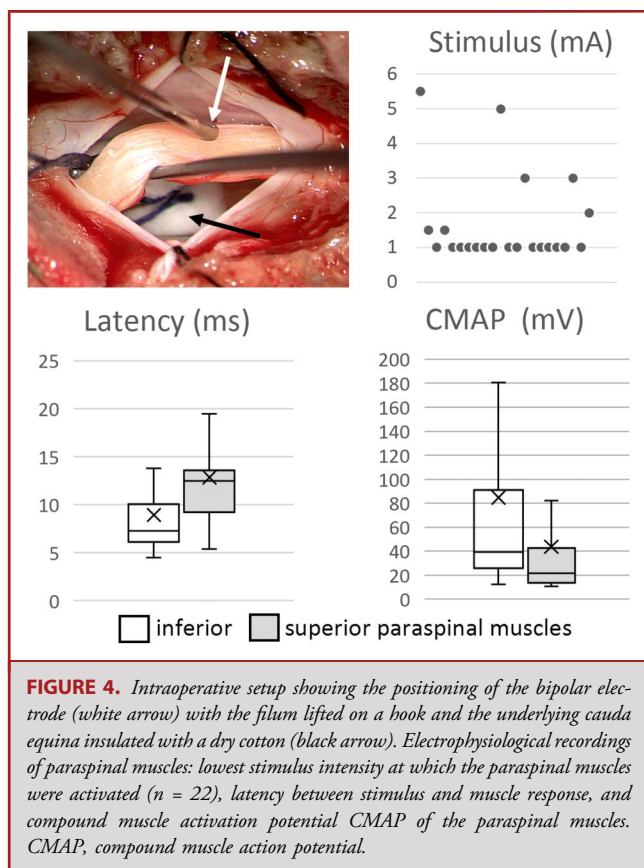 Stimulus (mA)
6
5
4
3
2
1
0
Latency (ms)
25
20
15
10
5
0
CMAP (mV)
200
180
160
140
120
100
80
60
40
20
0
inferior superior paraspinal muscles
FIGURE 4. Intraoperative setup showing the positioning of the bipolar elec-
trode (white arrow) with the filum lifted on a hook and the underlying cauda
equina insulated with a dry cotton (black arrow). Electrophysiological recordings
of paraspinal muscles: lowest stimulus intensity at which the paraspinal muscles
were activated (n = 22), latency between stimulus and muscle response, and
compound muscle activation potential CMAP of the paraspinal muscles.
CMAP, compound muscle action potential.